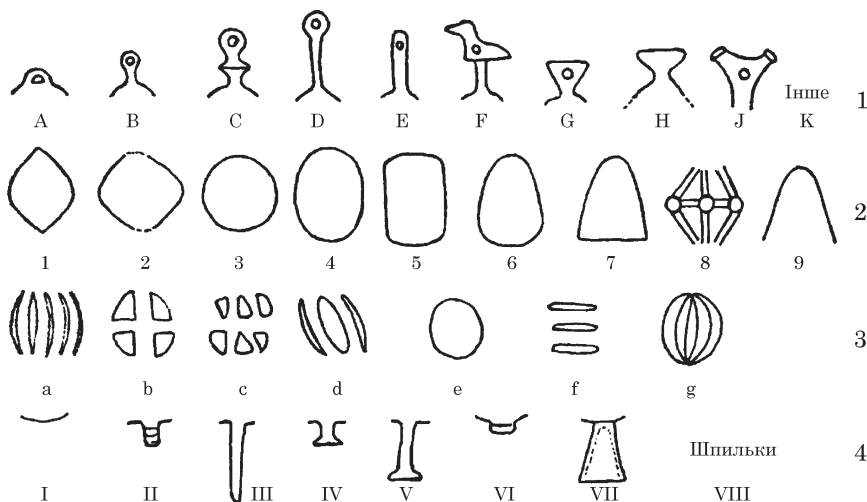 Інше 1
A B C D E F G H J K
2
1 2 3 4 5 6 7 8 9
3
a b c d e f g
Шпильки 4
I II III IV V VI VII VIII